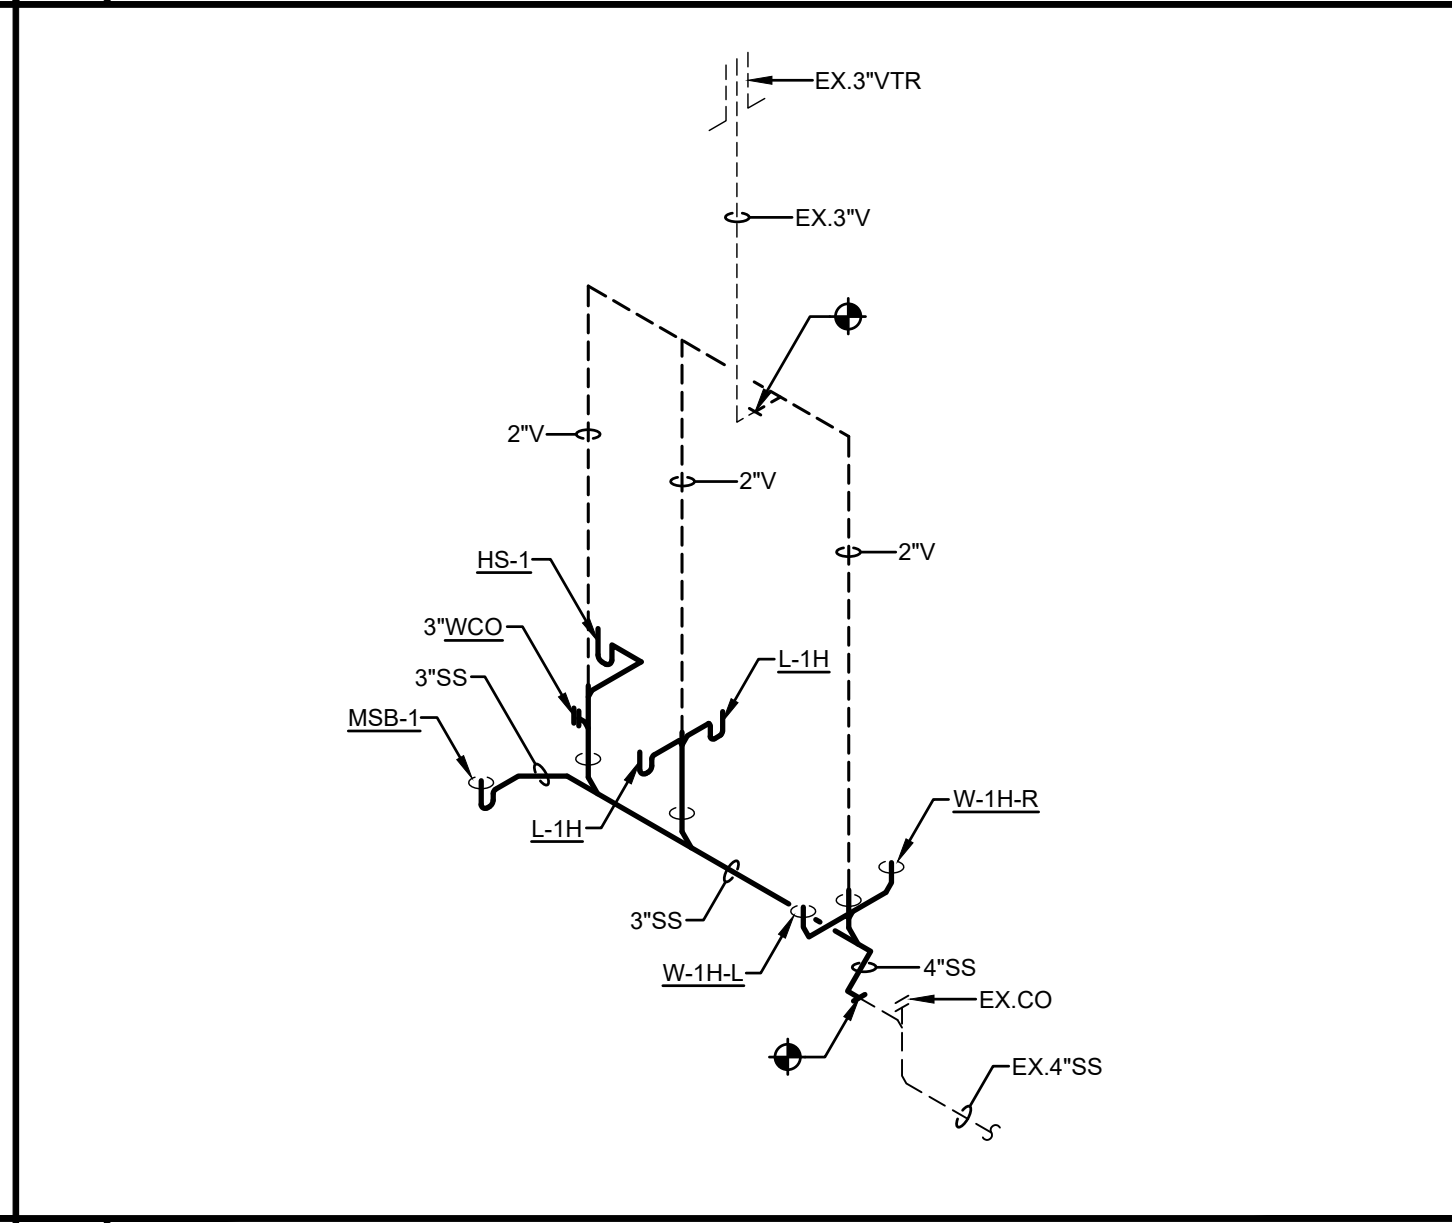 EX.3"VTR
EX.3"V
2"V
2"V
2"V
HS-1
3"WCO
L-1H
3"SS
MSB-1
W-1H-R
L-1H
3"SS
4"SS
W-1H-L
EX.CO
EX.4"SS